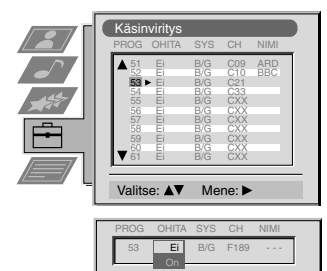 Käsinviritys
PROG OHITA SYS CH NIMI
▲ 51 Ei B/G C09 ARD
52 Ei B/G C10 BBC
53 ► Ei B/G C21
54 Ei B/G C33
55 Ei B/G CXX
56 Ei B/G CXX
57 Ei B/G CXX
58 Ei B/G CXX
59 Ei B/G CXX
60 Ei B/G CXX
▼ 61 Ei B/G CXX
Valitse: ▲▼ Mene: ►
PROG OHITA SYS CH NIMI
53 Ei B/G F189 - - -
On